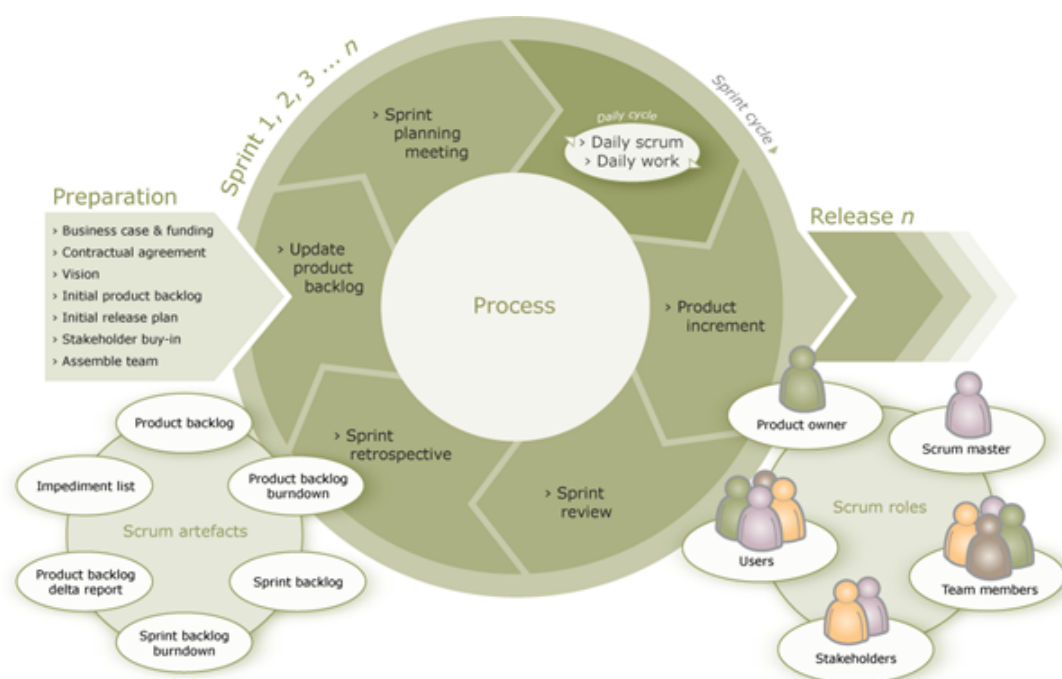 Sprint 1, 2, 3 ... n
Sprint cycle
Preparation
› Business case & funding
› Contractual agreement
› Vision
› Initial product backlog
› Initial release plan
› Stakeholder buy-in
› Assemble team
› Sprint
planning
meeting
Daily cycle
› Daily scrum
› Daily work
› Update
product
backlog
Process
› Product
increment
› Sprint
retrospective
› Sprint
review
Release n
Product backlog
Impediment list
Product backlog
burndown
Scrum artefacts
Product backlog
delta report
Sprint backlog
Sprint backlog
burndown
Product owner
Scrum master
Scrum roles
Users
Team members
Stakeholders